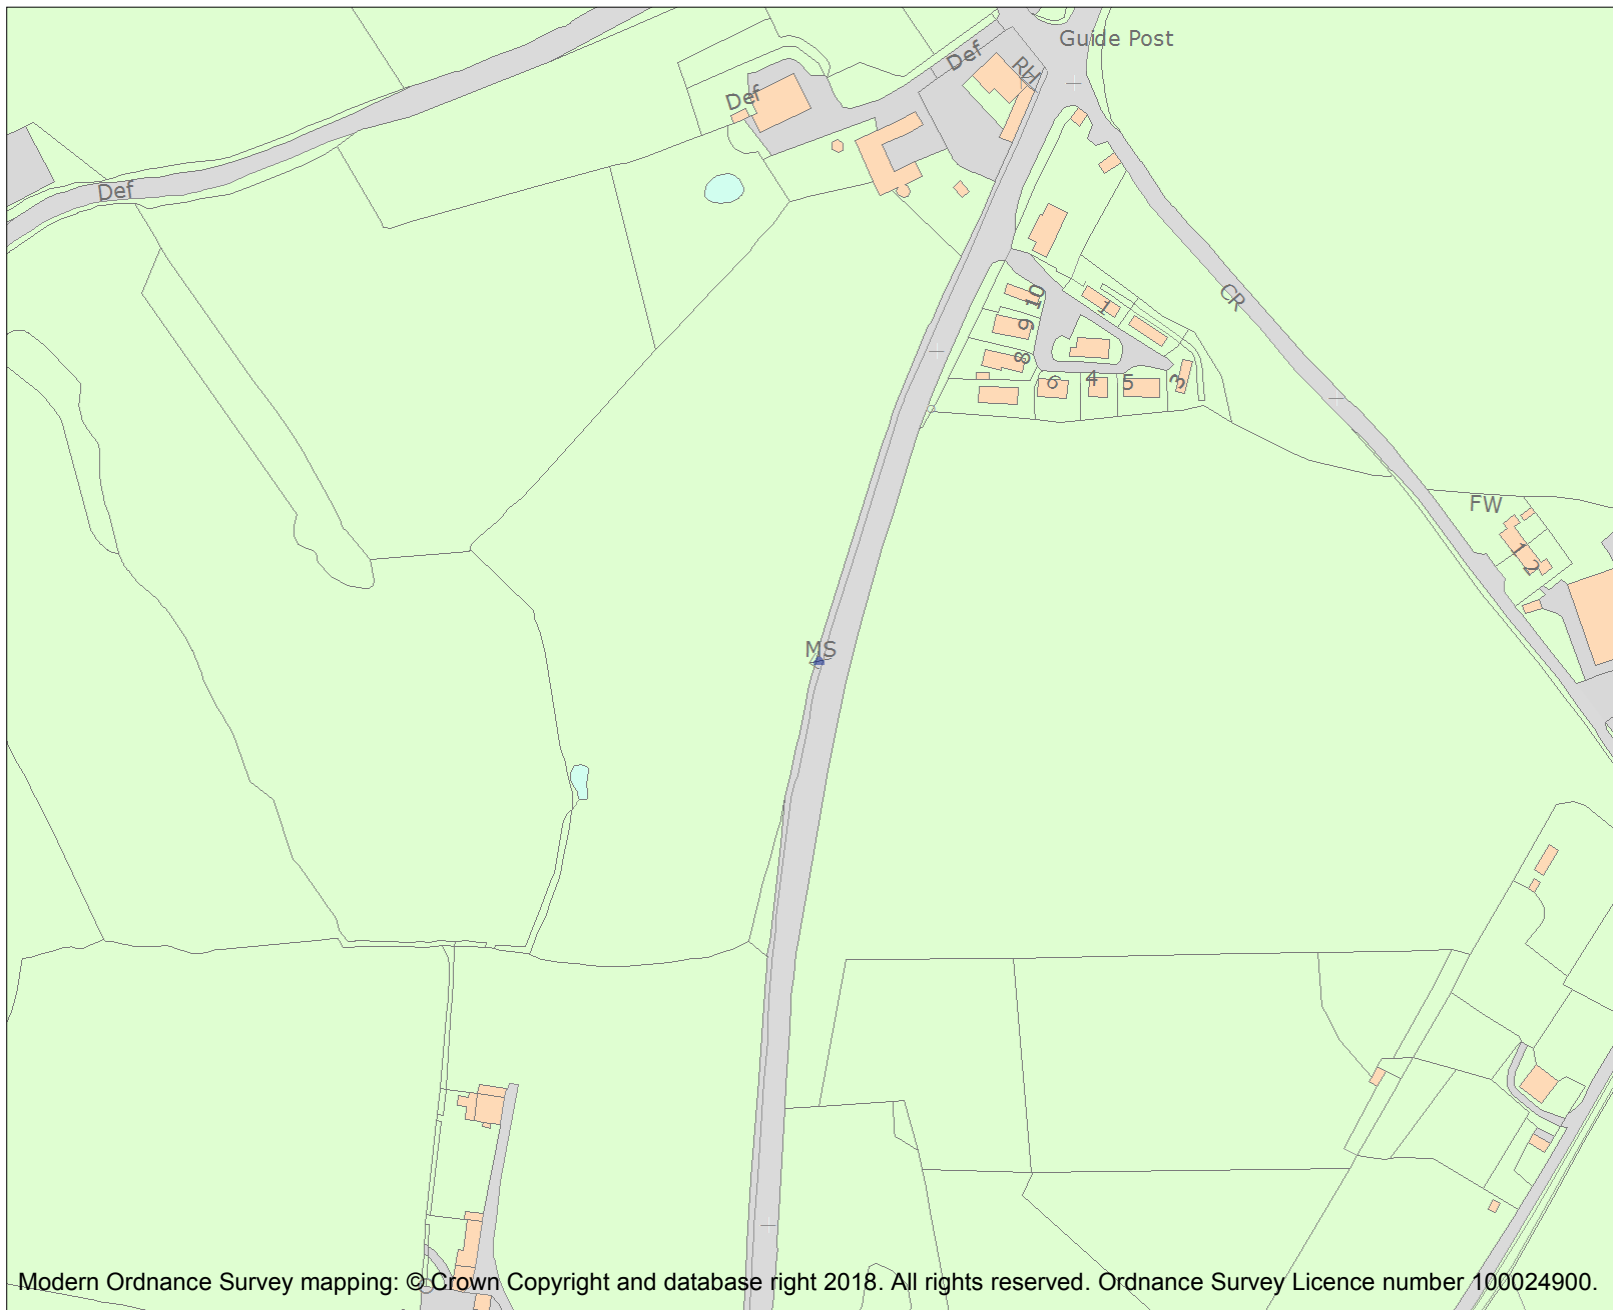 Guide Post
Def
RH
Def
Def
CR
10
1
9
8
6
4
5
3
FW
1
2
MS
Modern Ordnance Survey mapping: © Crown Copyright and database right 2018. All rights reserved. Ordnance Survey Licence number 100024900.